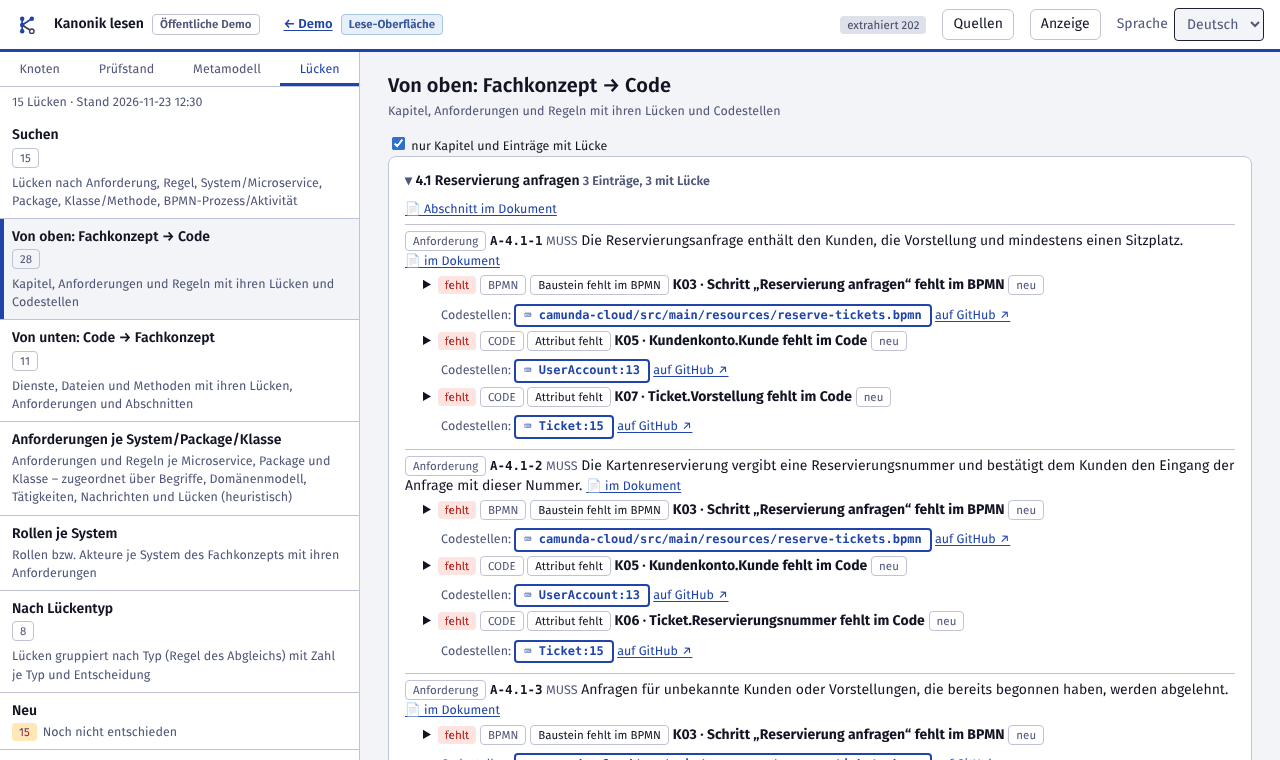 Kanonik lesen Öffentliche Demo ← Demo Lese-Oberfläche extrahiert 202 Quellen Anzeige Sprache Deutsch
Knoten Prüfstand Metamodell Lücken
15 Lücken · Stand 2026-11-23 12:30
Suchen
15
Lücken nach Anforderung, Regel, System/Microservice,
Package, Klasse/Methode, BPMN-Prozess/Aktivität
Von oben: Fachkonzept → Code
28
Kapitel, Anforderungen und Regeln mit ihren Lücken und
Codestellen
Von unten: Code → Fachkonzept
11
Dienste, Dateien und Methoden mit ihren Lücken,
Anforderungen und Abschnitten
Anforderungen je System/Package/Klasse
Anforderungen und Regeln je Microservice, Package und
Klasse – zugeordnet über Begriffe, Domänenmodell,
Tätigkeiten, Nachrichten und Lücken (heuristisch)
Rollen je System
Rollen bzw. Akteure je System des Fachkonzepts mit ihren
Anforderungen
Nach Lückentyp
8
Lücken gruppiert nach Typ (Regel des Abgleichs) mit Zahl
je Typ und Entscheidung
Neu
15 Noch nicht entschieden
Von oben: Fachkonzept → Code
Kapitel, Anforderungen und Regeln mit ihren Lücken und Codestellen
nur Kapitel und Einträge mit Lücke
▾ 4.1 Reservierung anfragen 3 Einträge, 3 mit Lücke
📄 Abschnitt im Dokument
Anforderung A-4.1-1 MUSS Die Reservierungsanfrage enthält den Kunden, die Vorstellung und mindestens einen Sitzplatz.
📄 im Dokument
▶ fehlt BPMN Baustein fehlt im BPMN K03 · Schritt „Reservierung anfragen“ fehlt im BPMN neu
Codestellen: camunda-cloud/src/main/resources/reserve-tickets.bpmn auf GitHub ↗
▶ fehlt CODE Attribut fehlt K05 · Kundenkonto.Kunde fehlt im Code neu
Codestellen: UserAccount:13 auf GitHub ↗
▶ fehlt CODE Attribut fehlt K07 · Ticket.Vorstellung fehlt im Code neu
Codestellen: Ticket:15 auf GitHub ↗
Anforderung A-4.1-2 MUSS Die Kartenreservierung vergibt eine Reservierungsnummer und bestätigt dem Kunden den Eingang der
Anfrage mit dieser Nummer. 📄 im Dokument
▶ fehlt BPMN Baustein fehlt im BPMN K03 · Schritt „Reservierung anfragen“ fehlt im BPMN neu
Codestellen: camunda-cloud/src/main/resources/reserve-tickets.bpmn auf GitHub ↗
▶ fehlt CODE Attribut fehlt K05 · Kundenkonto.Kunde fehlt im Code neu
Codestellen: UserAccount:13 auf GitHub ↗
▶ fehlt CODE Attribut fehlt K06 · Ticket.Reservierungsnummer fehlt im Code neu
Codestellen: Ticket:15 auf GitHub ↗
Anforderung A-4.1-3 MUSS Anfragen für unbekannte Kunden oder Vorstellungen, die bereits begonnen haben, werden abgelehnt.
📄 im Dokument
▶ fehlt BPMN Baustein fehlt im BPMN K03 · Schritt „Reservierung anfragen“ fehlt im BPMN neu